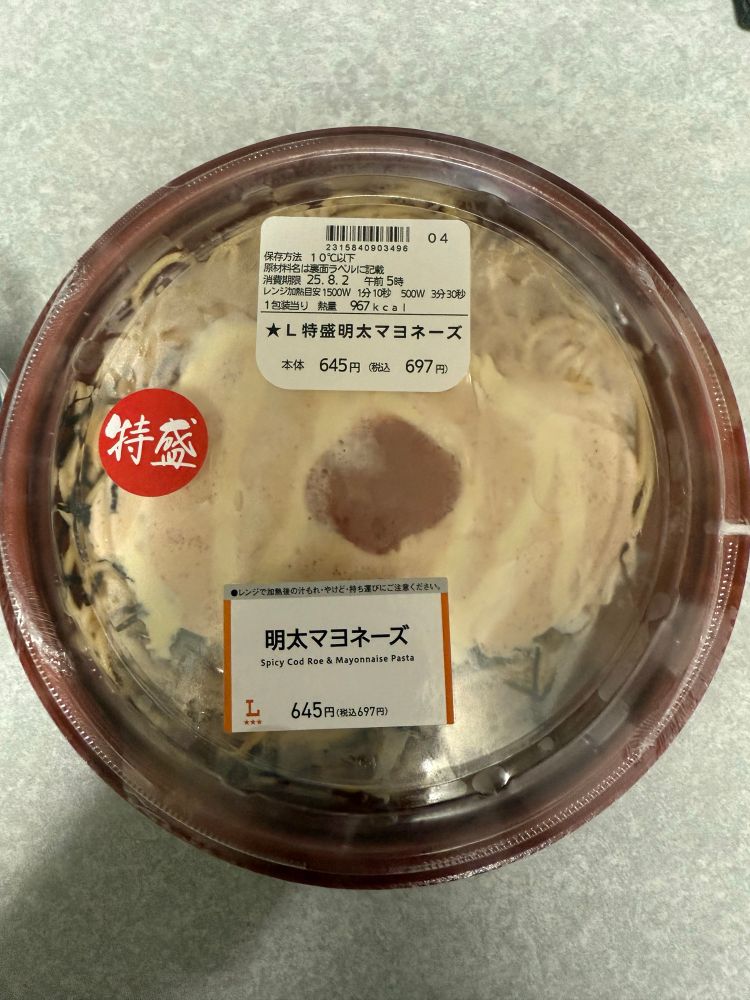 04
2315840903496
保存方法 10℃以下
原材料名は裏面ラベルに記載
消費期限 25.8.2 午前5時
レンジ加熱目安1500W 1分10秒 500W 3分30秒
1包装当り 熱量 967kcal
★L特盛明太マヨネーズ
本体 645円 (税込 697円)
特盛
●レンジで加熱後の汁もれ・やけど・持ち運びにご注意ください。
明太マヨネーズ
Spicy Cod Roe & Mayonnaise Pasta
L
★★★
645円(税込697円)